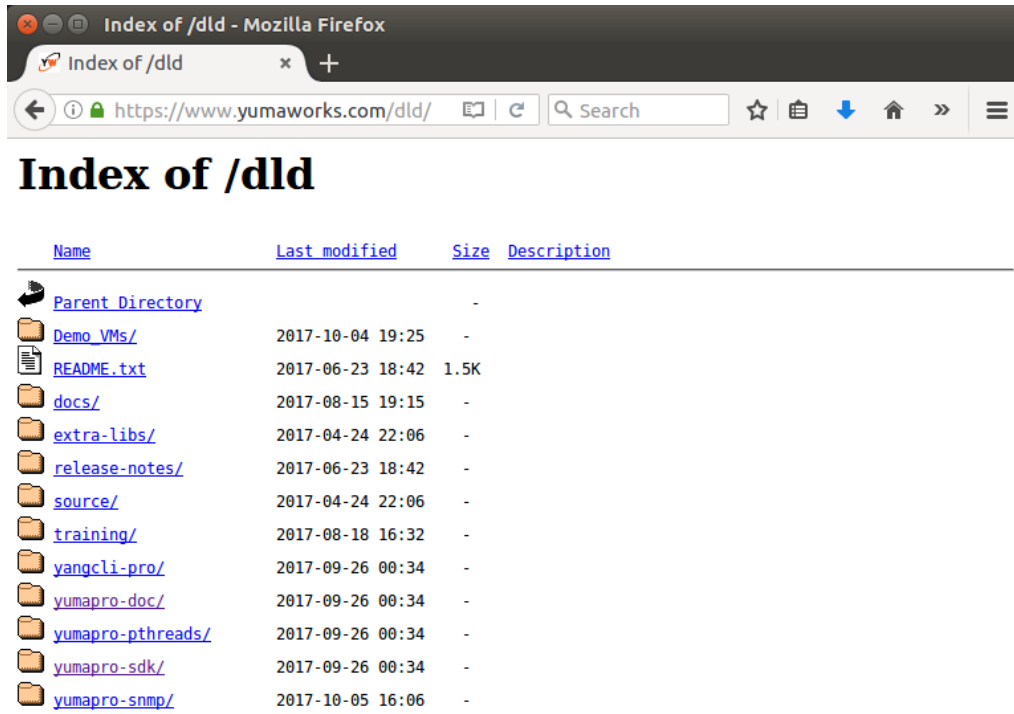 Index of /dld - Mozilla Firefox
Index of /dld
https://www.yumaworks.com/dld/ Search
Index of /dld
Name Last modified Size Description
Parent Directory -
Demo_VMs/ 2017-10-04 19:25 -
README.txt 2017-06-23 18:42 1.5K
docs/ 2017-08-15 19:15 -
extra-libs/ 2017-04-24 22:06 -
release-notes/ 2017-06-23 18:42 -
source/ 2017-04-24 22:06 -
training/ 2017-08-18 16:32 -
yangcli-pro/ 2017-09-26 00:34 -
yumapro-doc/ 2017-09-26 00:34 -
yumapro-pthreads/ 2017-09-26 00:34 -
yumapro-sdk/ 2017-09-26 00:34 -
yumapro-snmp/ 2017-10-05 16:06 -